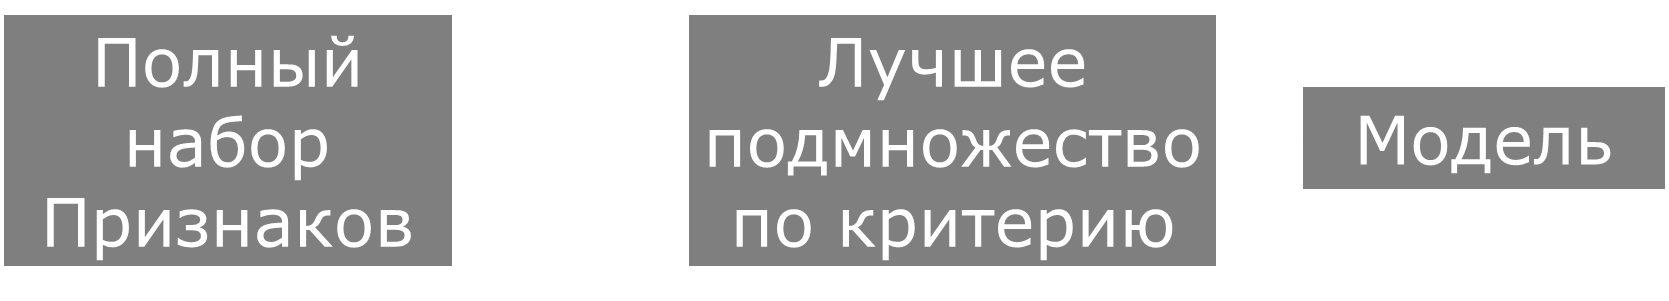 Полный
набор
Признаков
Лучшее
подмножество
по критерию
Модель